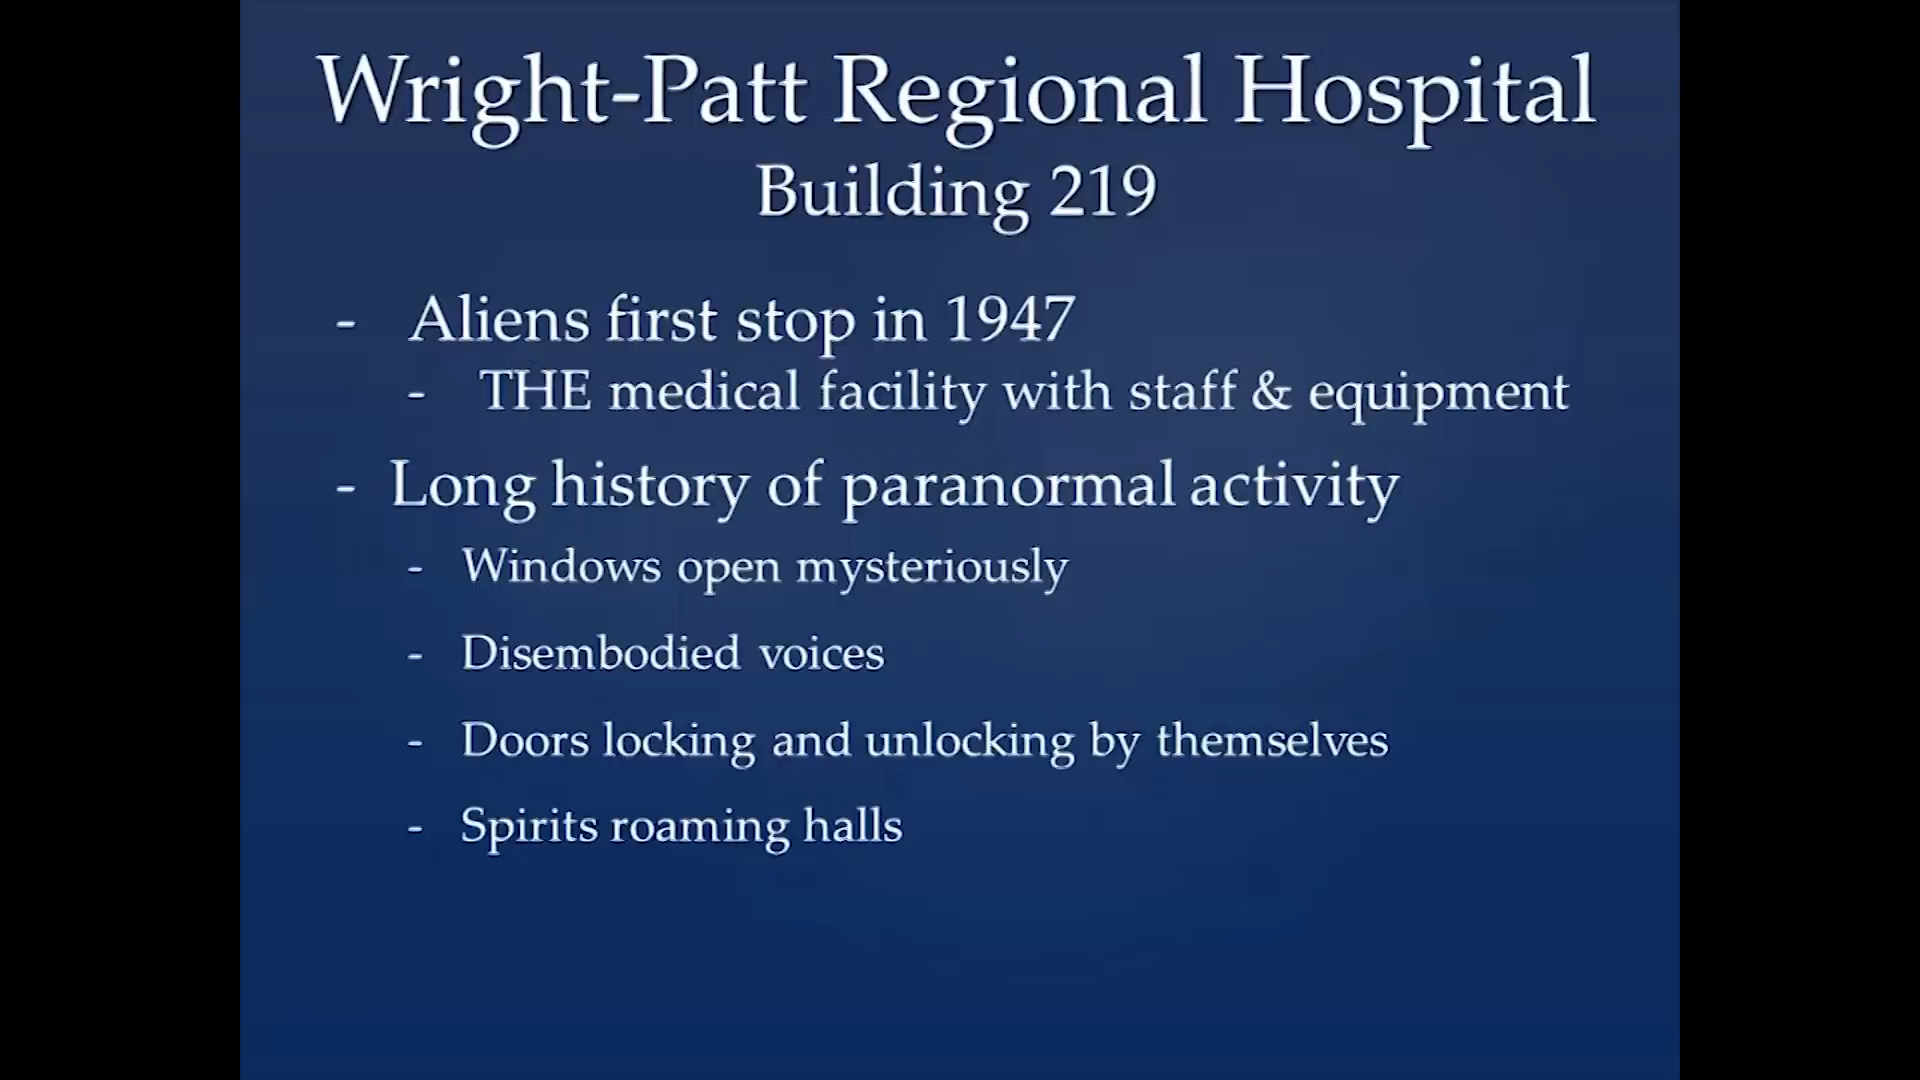 Wright-Patt Regional Hospital
Building 219
- Aliens first stop in 1947
- THE medical facility with staff & equipment
- Long history of paranormal activity
- Windows open mysteriously
- Disembodied voices
- Doors locking and unlocking by themselves
- Spirits roaming halls